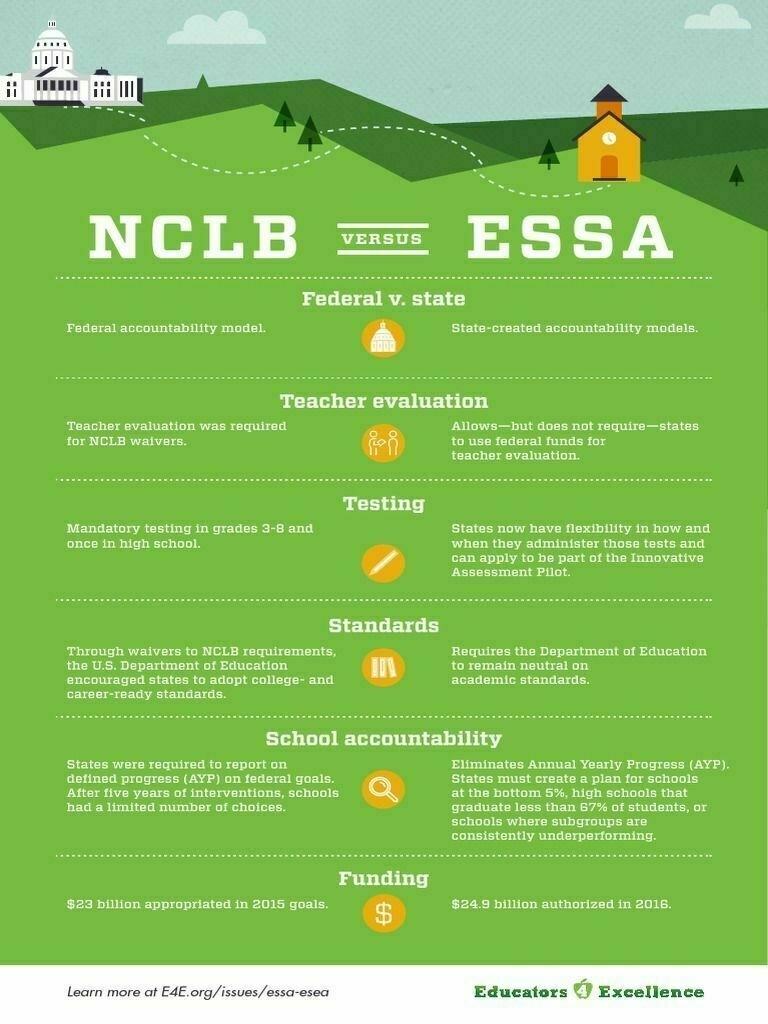 NCLB VERSUS ESSA
Federal v. state
Federal accountability model.
State-created accountability models.
Teacher evaluation
Teacher evaluation was required
for NCLB waivers.
Allows—but does not require—states
to use federal funds for
teacher evaluation.
Testing
Mandatory testing in grades 3-8 and
once in high school.
States now have flexibility in how and
when they administer those tests and
can apply to be part of the Innovative
Assessment Pilot.
Standards
Through waivers to NCLB requirements,
the U.S. Department of Education
encouraged states to adopt college- and
career-ready standards.
Requires the Department of Education
to remain neutral on
academic standards.
School accountability
States were required to report on
defined progress (AYP) on federal goals.
After five years of interventions, schools
had a limited number of choices.
Eliminates Annual Yearly Progress (AYP).
States must create a plan for schools
at the bottom 5%, high schools that
graduate less than 67% of students, or
schools where subgroups are
consistently underperforming.
Funding
$23 billion appropriated in 2015 goals.
$
$24.9 billion authorized in 2016.
Learn more at E4E.org/issues/essa-esea
Educators 4 Excellence